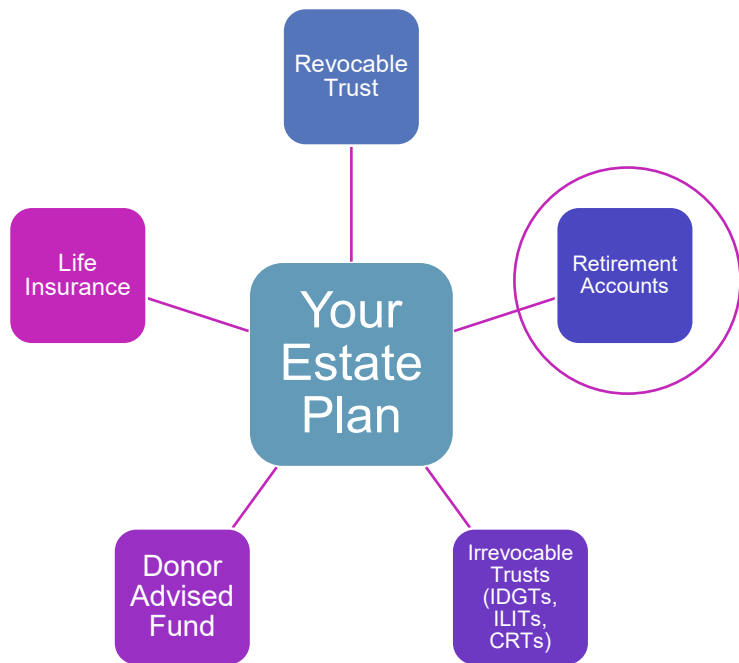 Revocable
Trust
Life
Insurance
Retirement
Accounts
Your
Estate
Plan
Donor
Advised
Fund
Irrevocable
Trusts
(IDGTs,
ILITs,
CRTs)